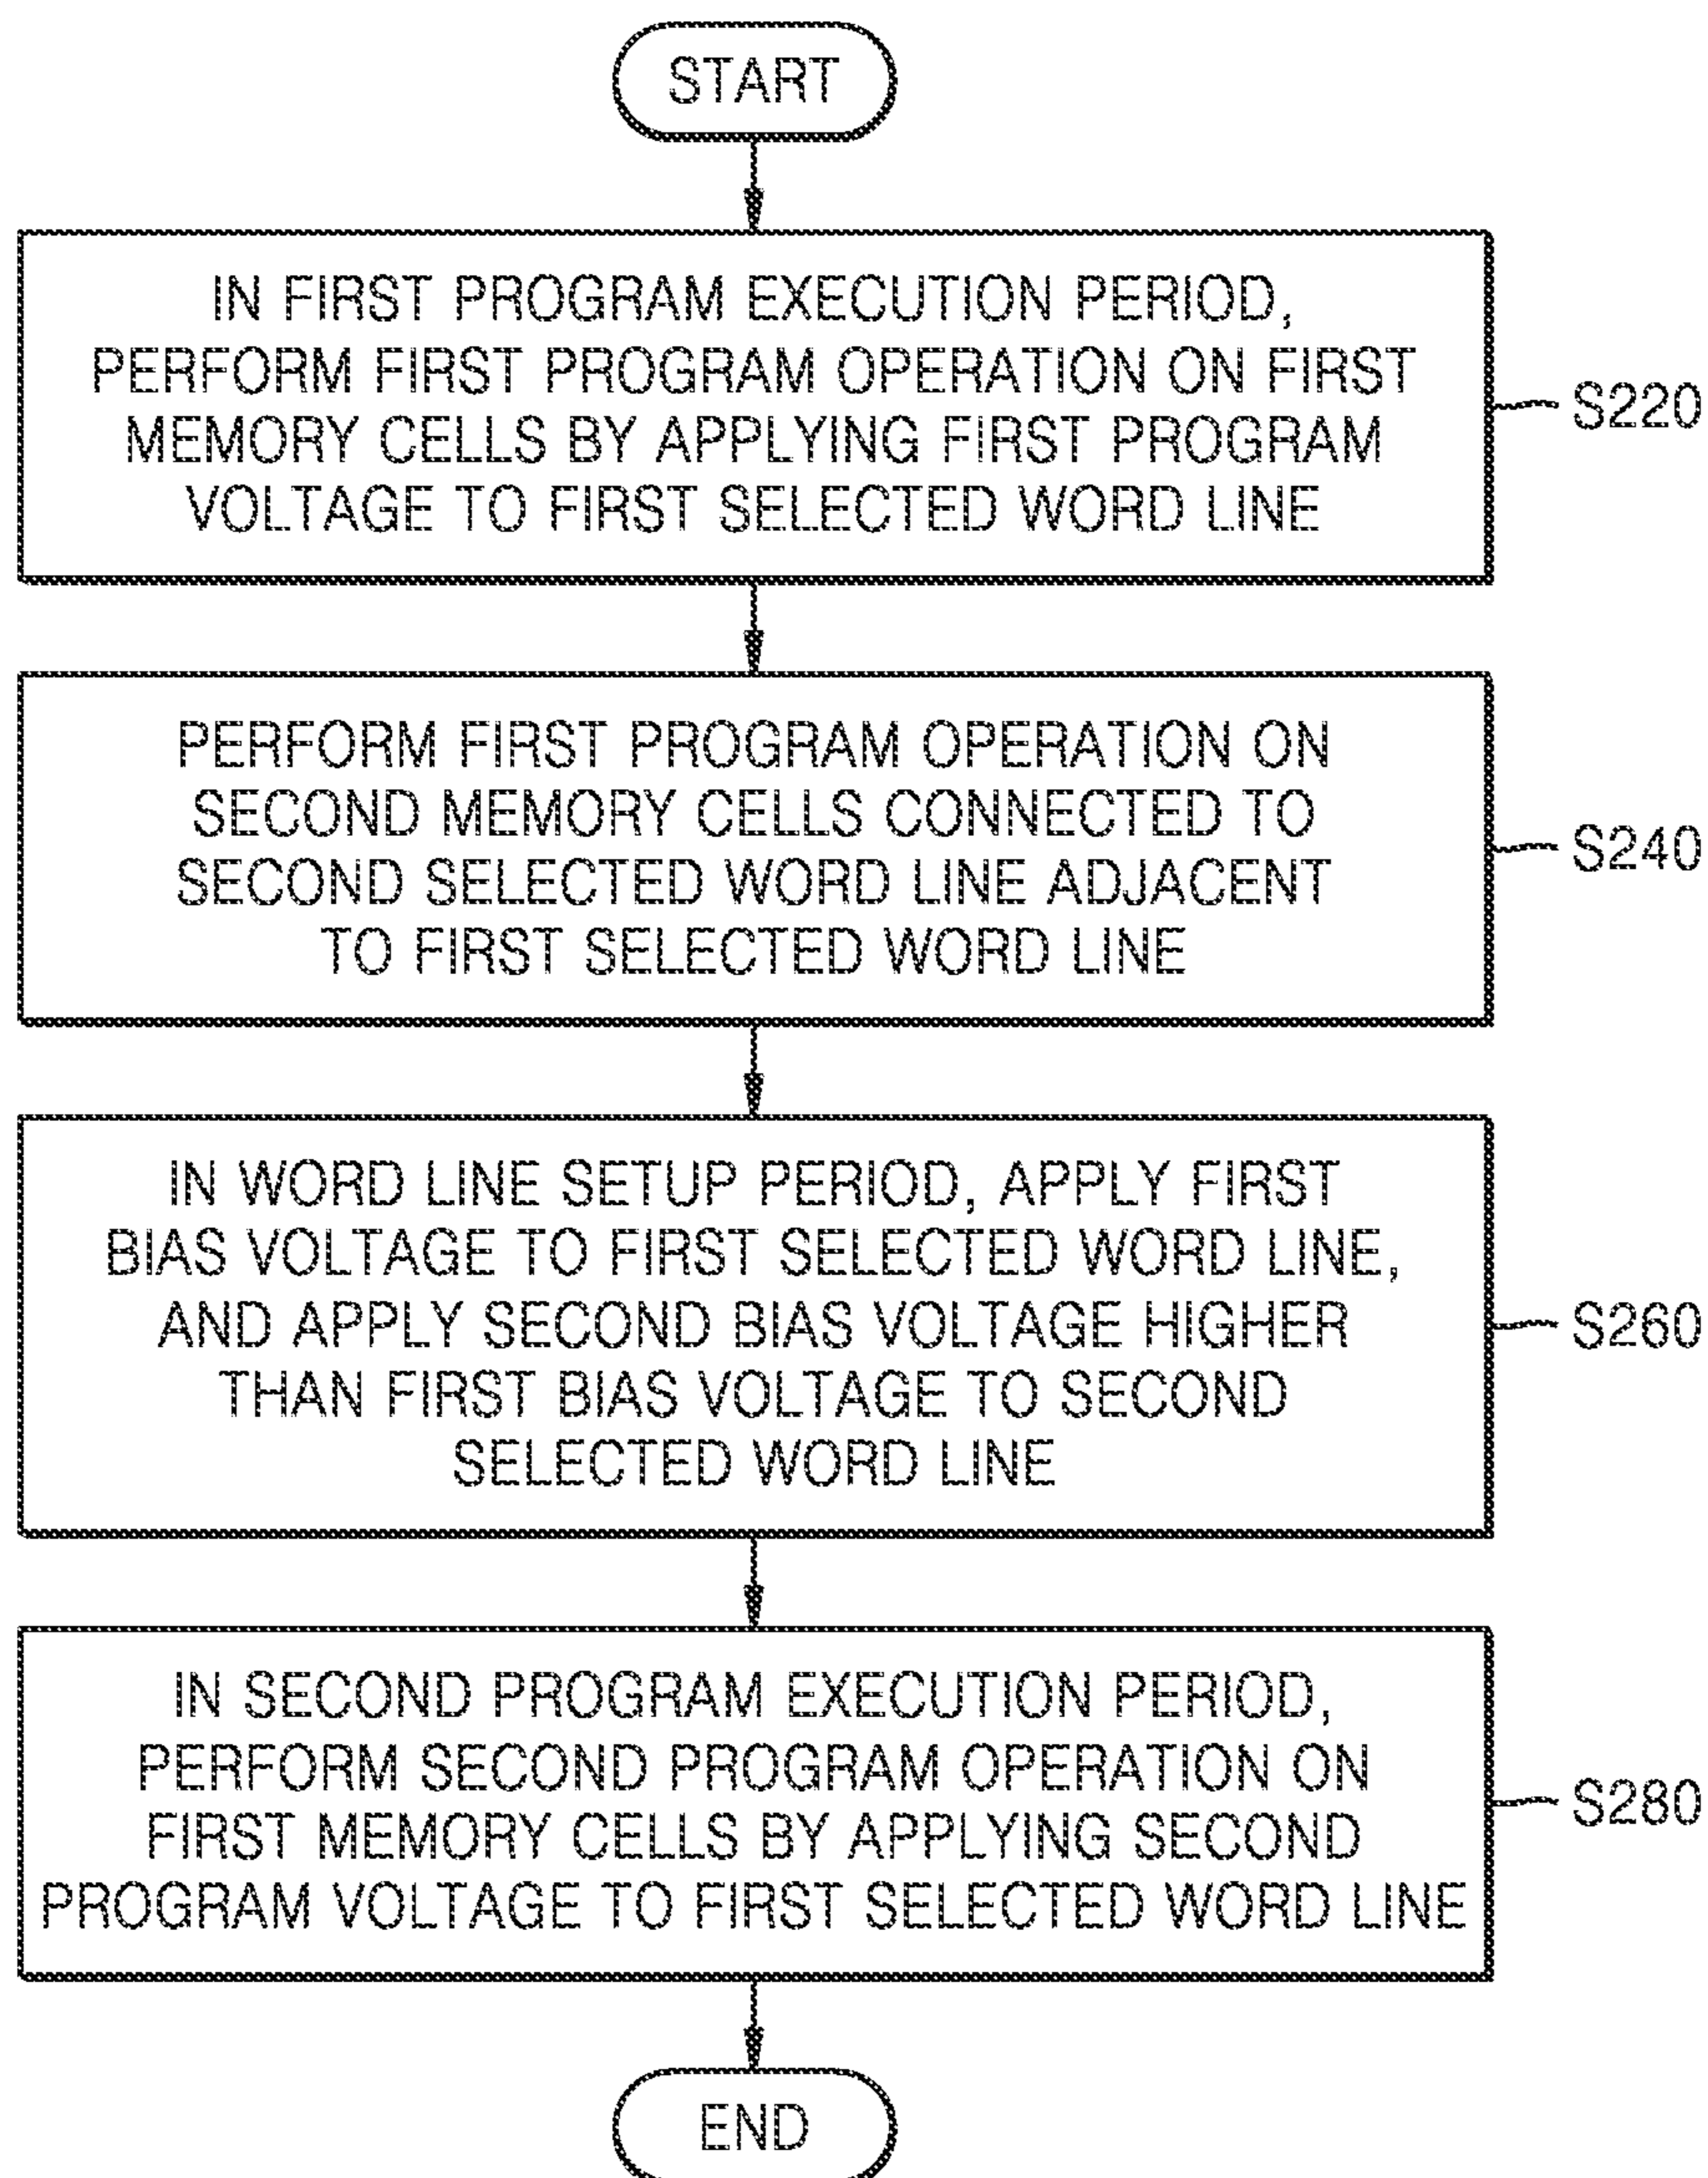 START
IN FIRST PROGRAM EXECUTION PERIOD,
PERFORM FIRST PROGRAM OPERATION ON FIRST
MEMORY CELLS BY APPLYING FIRST PROGRAM
VOLTAGE TO FIRST SELECTED WORD LINE
S220
PERFORM FIRST PROGRAM OPERATION ON
SECOND MEMORY CELLS CONNECTED TO
SECOND SELECTED WORD LINE ADJACENT
TO FIRST SELECTED WORD LINE
S240
IN WORD LINE SETUP PERIOD, APPLY FIRST
BIAS VOLTAGE TO FIRST SELECTED WORD LINE,
AND APPLY SECOND BIAS VOLTAGE HIGHER
THAN FIRST BIAS VOLTAGE TO SECOND
SELECTED WORD LINE
S260
IN SECOND PROGRAM EXECUTION PERIOD,
PERFORM SECOND PROGRAM OPERATION ON
FIRST MEMORY CELLS BY APPLYING SECOND
PROGRAM VOLTAGE TO FIRST SELECTED WORD LINE
S280
END